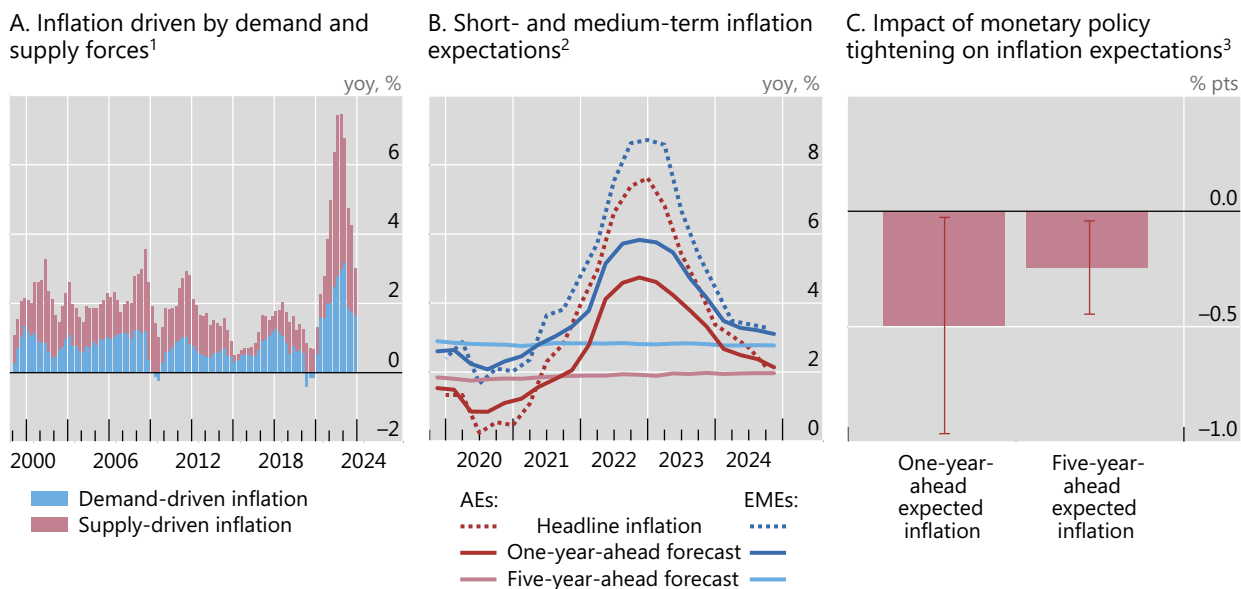 A. Inflation driven by demand and
supply forces1
yoy, %
6
4
2
0
−2
2000 2006 2012 2018 2024
Demand-driven inflation
Supply-driven inflation
B. Short- and medium-term inflation
expectations2
yoy, %
8
6
4
2
0
2020 2021 2022 2023 2024
AEs: EMEs:
Headline inflation
One-year-ahead forecast
Five-year-ahead forecast
C. Impact of monetary policy
tightening on inflation expectations3
% pts
0.0
−0.5
−1.0
One-year-
ahead
expected
inflation
Five-year-
ahead
expected
inflation